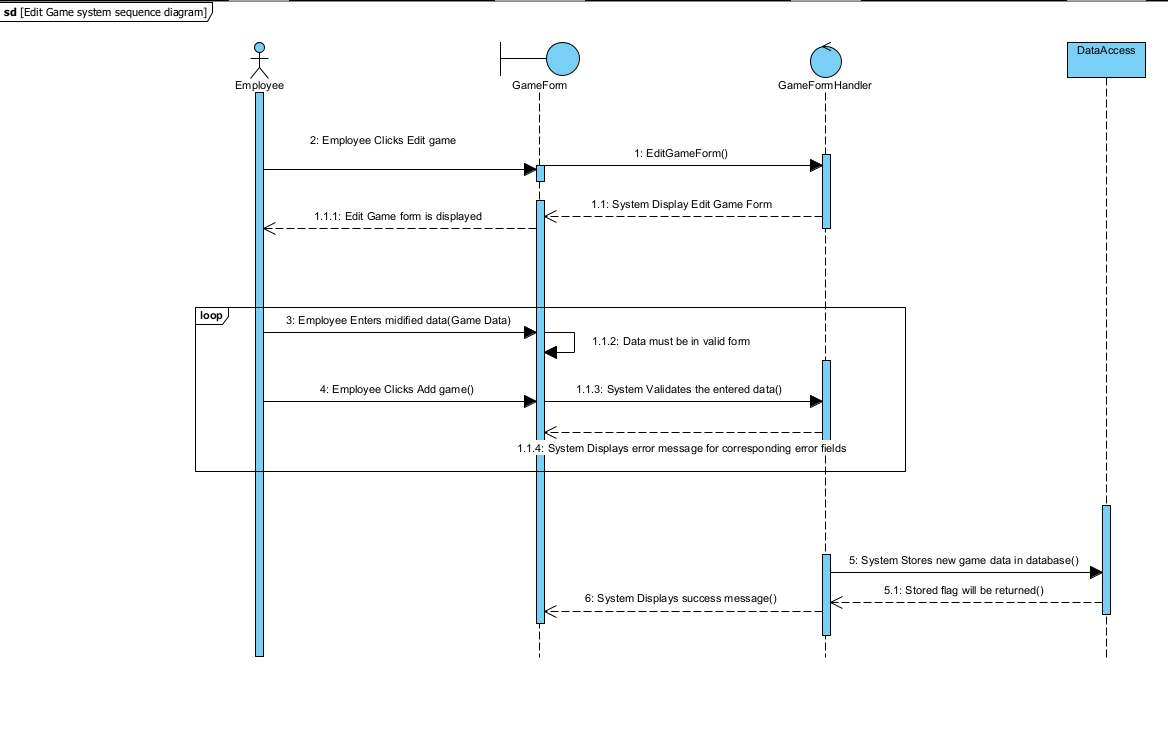 sd [Edit Game system sequence diagram]
Employee
GameForm
GameFormHandler
DataAccess
2: Employee Clicks Edit game
1: EditGameForm()
1.1: System Display Edit Game Form
1.1.1: Edit Game form is displayed
loop
3: Employee Enters midified data(Game Data)
1.1.2: Data must be in valid form
4: Employee Clicks Add game()
1.1.3: System Validates the entered data()
1.1.4: System Displays error message for corresponding error fields
5: System Stores new game data in database()
5.1: Stored flag will be returned()
6: System Displays success message()